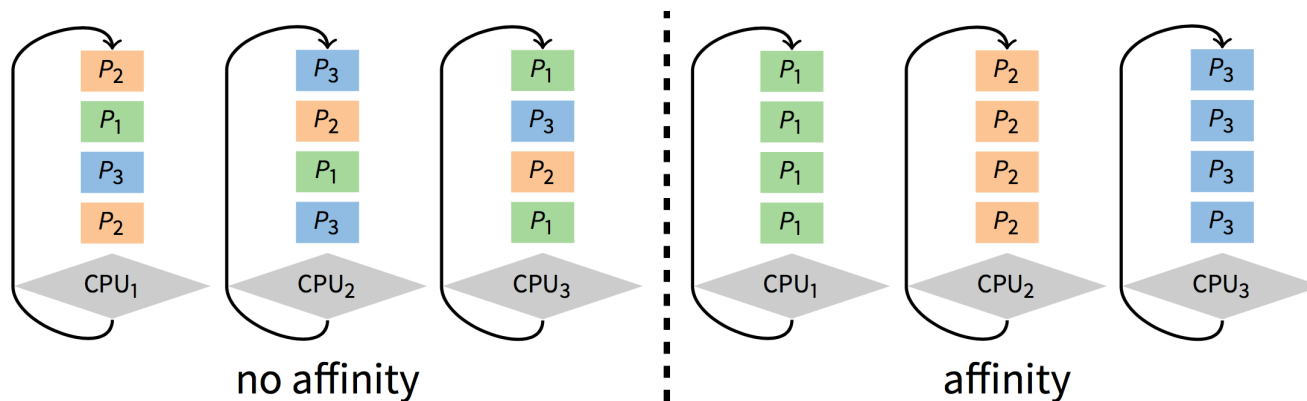 P₂ P₃ P₁ P₁ P₂ P₃
P₁ P₂ P₃ P₁ P₂ P₃
P₃ P₁ P₂ P₁ P₂ P₃
P₂ P₃ P₁ P₁ P₂ P₃
CPU₁ CPU₂ CPU₃ CPU₁ CPU₂ CPU₃
no affinity affinity